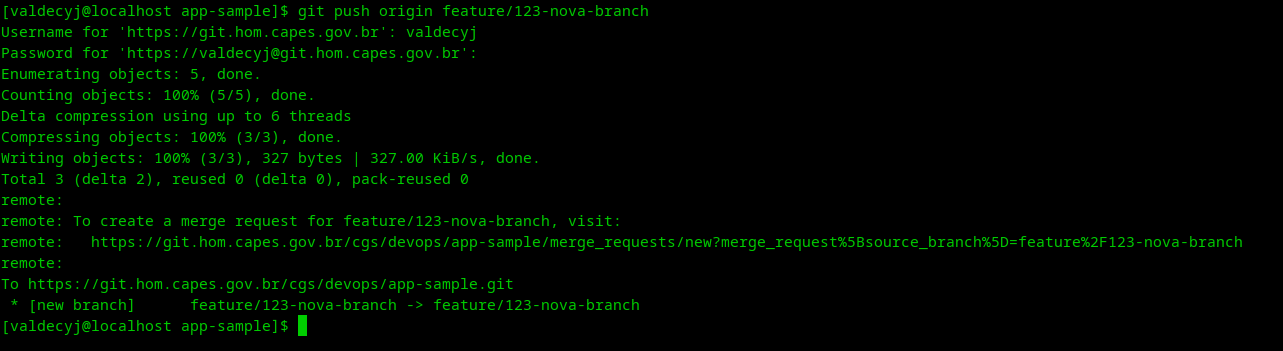 [valdecyj@localhost app-sample]$ git push origin feature/123-nova-branch
Username for 'https://git.hom.capes.gov.br': valdecyj
Password for 'https://valdecyj@git.hom.capes.gov.br':
Enumerating objects: 5, done.
Counting objects: 100% (5/5), done.
Delta compression using up to 6 threads
Compressing objects: 100% (3/3), done.
Writing objects: 100% (3/3), 327 bytes | 327.00 KiB/s, done.
Total 3 (delta 2), reused 0 (delta 0), pack-reused 0
remote:
remote: To create a merge request for feature/123-nova-branch, visit:
remote:   https://git.hom.capes.gov.br/cgs/devops/app-sample/merge_requests/new?merge_request%5Bsource_branch%5D=feature%2F123-nova-branch
remote:
To https://git.hom.capes.gov.br/cgs/devops/app-sample.git
 * [new branch]      feature/123-nova-branch -> feature/123-nova-branch
[valdecyj@localhost app-sample]$